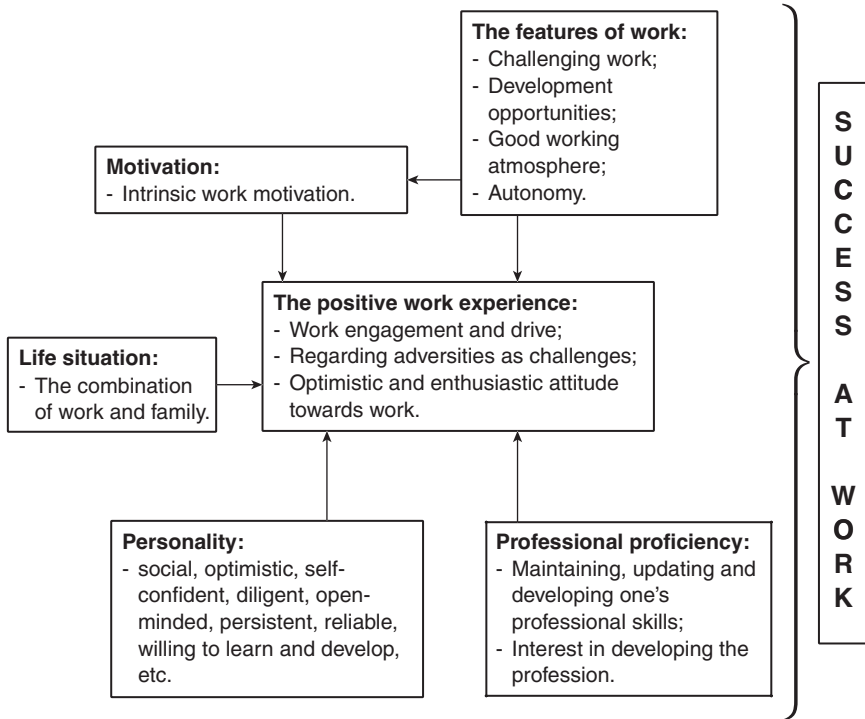 The features of work:
- Challenging work;
- Development
opportunities;
- Good working
atmosphere;
- Autonomy.
Motivation:
- Intrinsic work motivation.
The positive work experience:
- Work engagement and drive;
- Regarding adversities as challenges;
- Optimistic and enthusiastic attitude
towards work.
Life situation:
- The combination
of work and family.
Personality:
- social, optimistic, self-
confident, diligent, open-
minded, persistent, reliable,
willing to learn and develop,
etc.
Professional proficiency:
- Maintaining, updating and
developing one's
professional skills;
- Interest in developing the
profession.
SUCCESS AT WORK